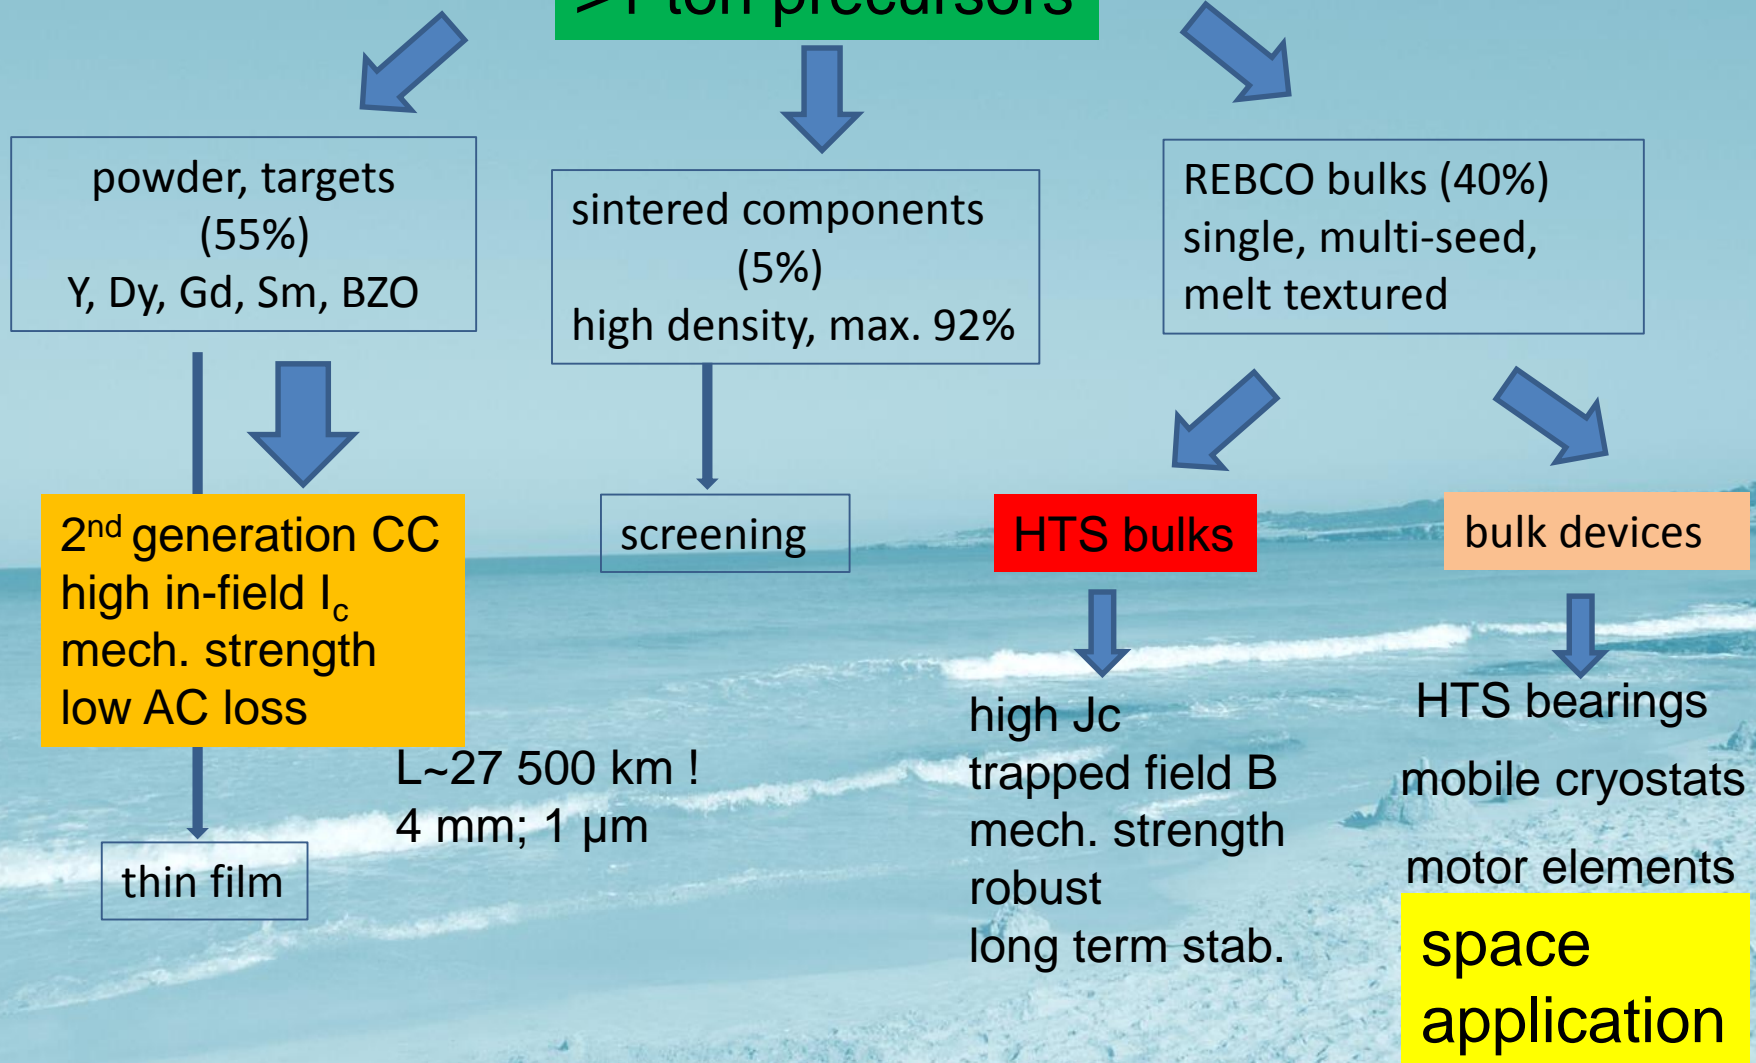 >1 ton precursors
powder, targets
(55%)
Y, Dy, Gd, Sm, BZO
sintered components
(5%)
high density, max. 92%
REBCO bulks (40%)
single, multi-seed,
melt textured
2nd generation CC
high in-field Ic
mech. strength
low AC loss
screening
HTS bulks
bulk devices
L~27 500 km !
4 mm; 1 µm
thin film
high Jc
trapped field B
mech. strength
robust
long term stab.
HTS bearings
mobile cryostats
motor elements
space
application